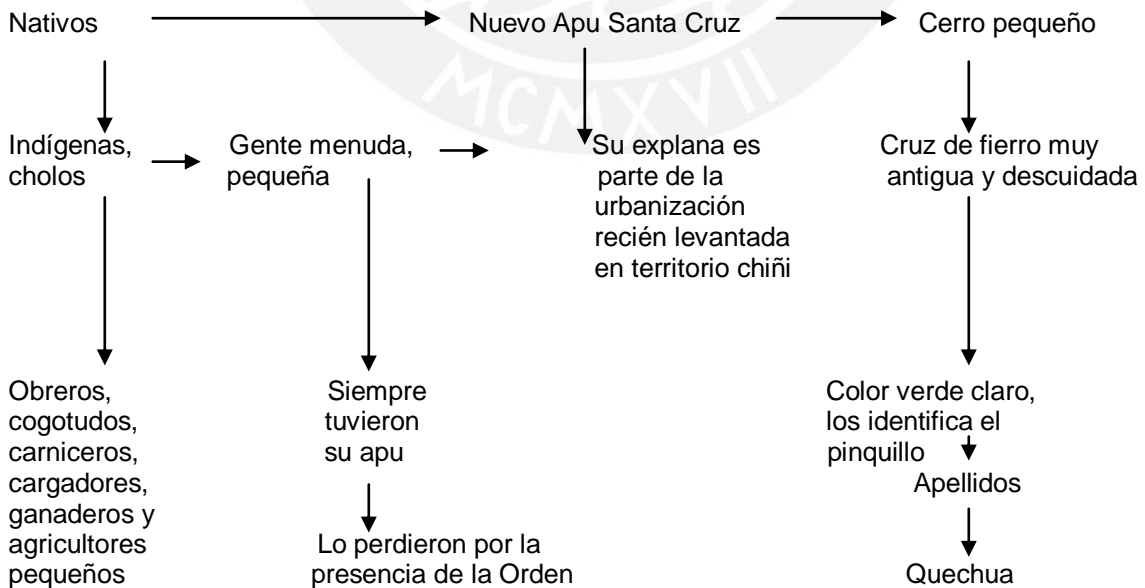 Nativos
Nuevo Apu Santa Cruz
Cerro pequeño
MCMXVII
Indígenas,
cholos
Gente menuda,
pequeña
Su explana es
parte de la
urbanización
recién levantada
en territorio chiñi
Cruz de fierro muy
antigua y descuidada
Obreros,
cogotudos,
carniceros,
cargadores,
ganaderos y
agricultores
pequeños
Siempre
tuvieron
su apu
Lo perdieron por la
presencia de la Orden
Color verde claro,
los identifica el
pinquillo
Apellidos
Quechua